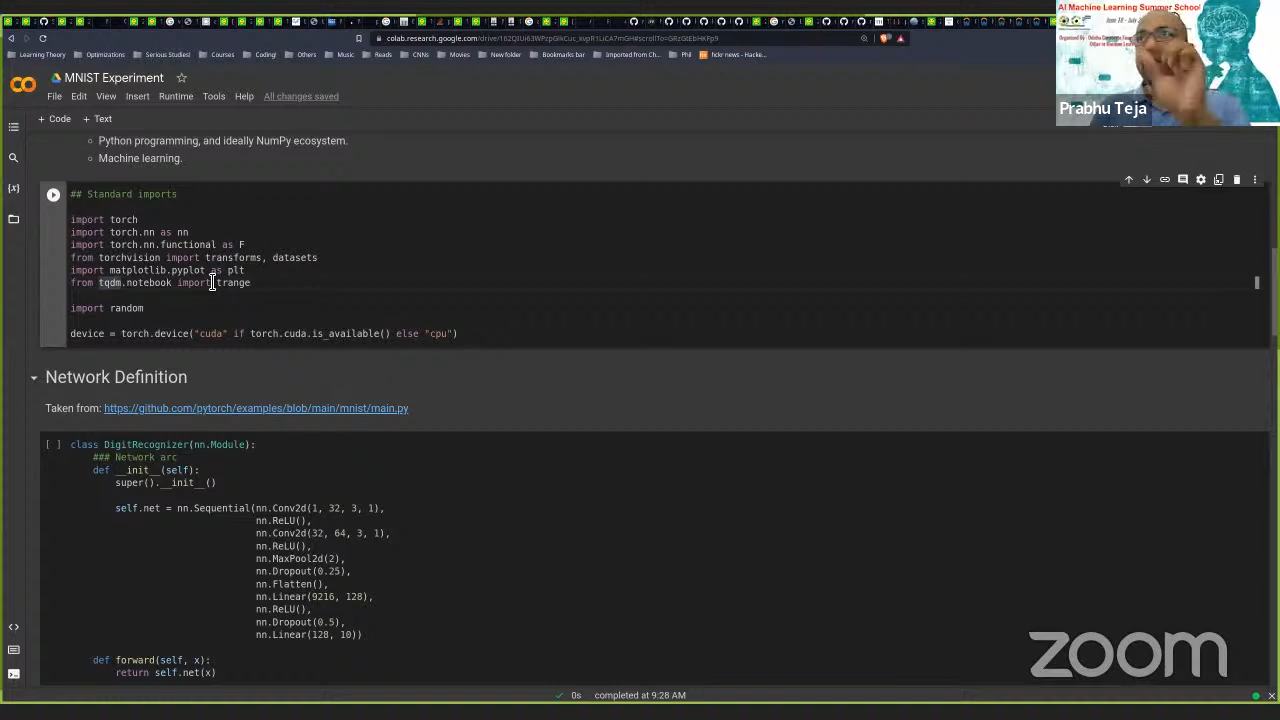 AI Machine Learning Summer School
colab.research.google.com/drive/
Learning Theory
MNIST Experiment
File Edit View Insert Runtime Tools Help All changes saved
+ Code + Text
Python programming, and ideally NumPy ecosystem.
Machine learning.
Prabhu Teja
## Standard imports
import torch
import torch.nn as nn
import torch.nn.functional as F
from torchvision import transforms, datasets
import matplotlib.pyplot as plt
from tqdm.notebook import trange
import random
device = torch.device("cuda" if torch.cuda.is_available() else "cpu")
Network Definition
Taken from: https://github.com/pytorch/examples/blob/main/mnist/main.py
[ ] class DigitRecognizer(nn.Module):
### Network arc
def __init__(self):
super().__init__()
self.net = nn.Sequential(nn.Conv2d(1, 32, 3, 1),
nn.ReLU(),
nn.Conv2d(32, 64, 3, 1),
nn.ReLU(),
nn.MaxPool2d(2),
nn.Dropout(0.25),
nn.Flatten(),
nn.Linear(9216, 128),
nn.ReLU(),
nn.Dropout(0.5),
nn.Linear(128, 10))
def forward(self, x):
return self.net(x)
zoom
0s completed at 9:28 AM